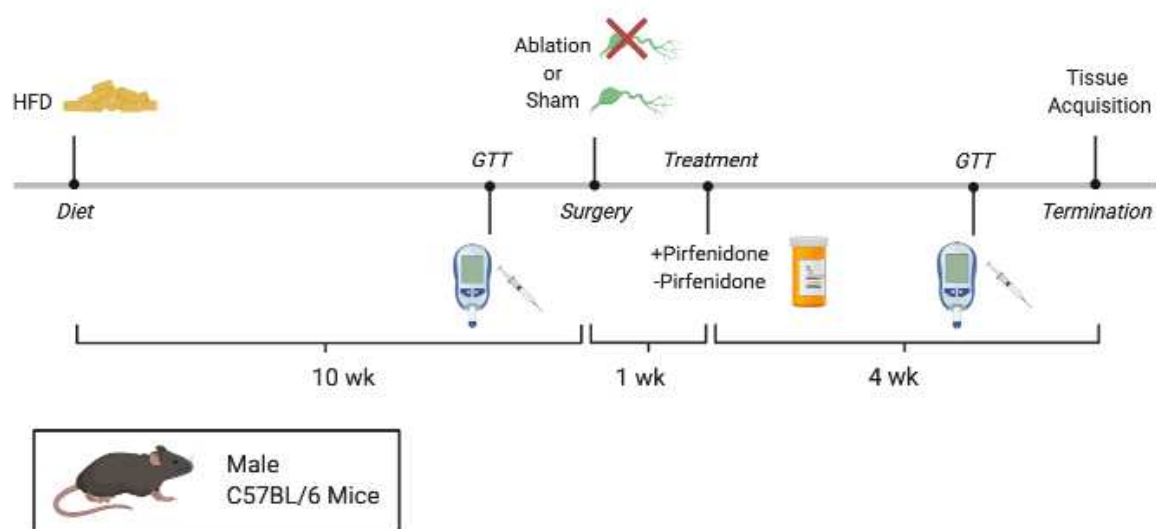 HFD
Ablation
or
Sham
Tissue
Acquisition
GTT
Treatment
GTT
Diet
Surgery
Termination
+Pirfenidone
-Pirfenidone
10 wk
1 wk
4 wk
Male
C57BL/6 Mice